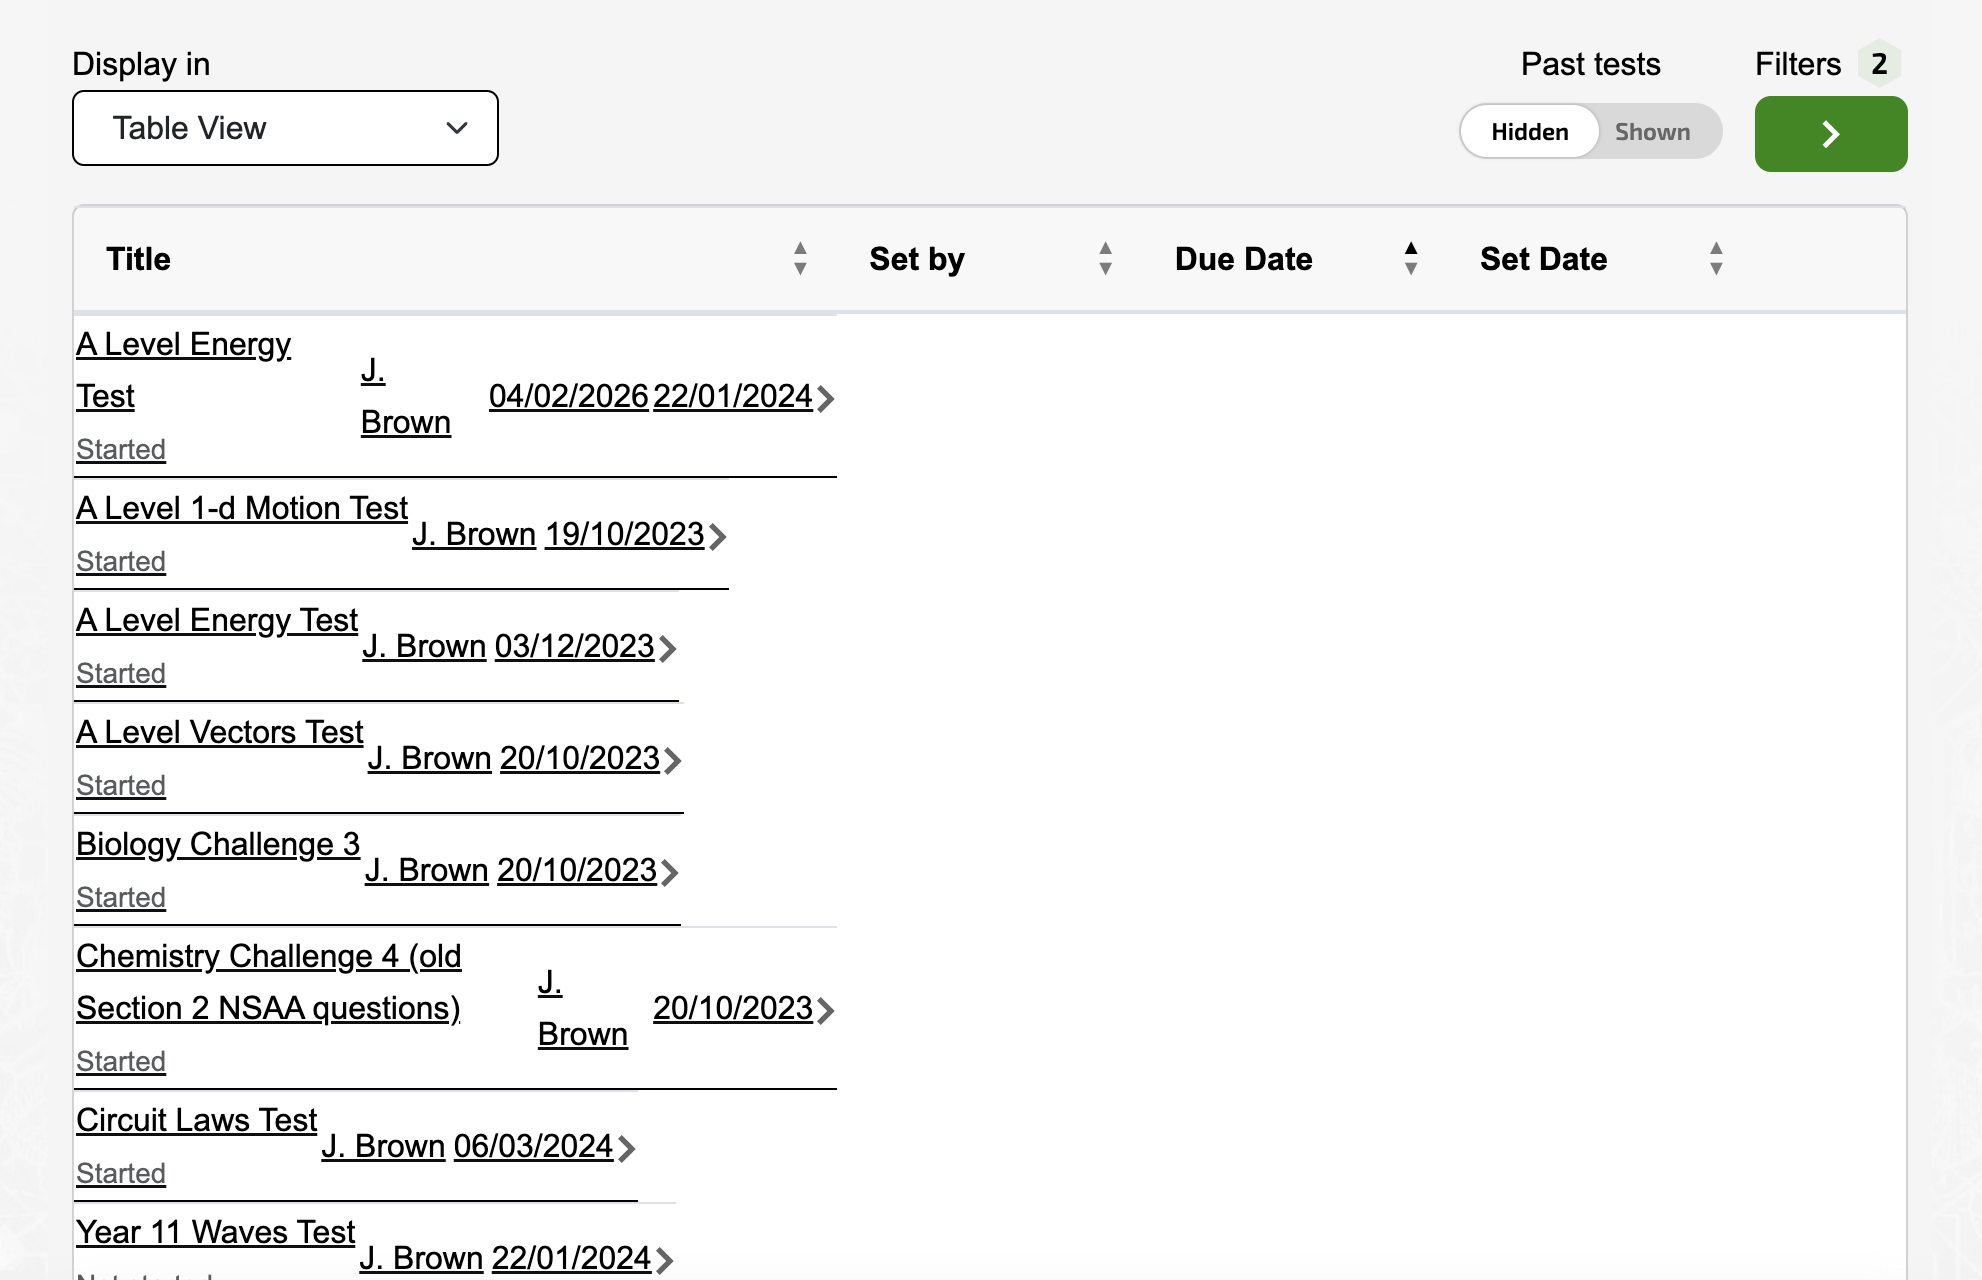 Display in
Past tests
Filters 2
Table View
Hidden Shown
Title Set by Due Date Set Date
A Level Energy
Test
Started
J.
Brown
04/02/2026 22/01/2024
A Level 1-d Motion Test
Started
J. Brown 19/10/2023
A Level Energy Test
Started
J. Brown 03/12/2023
A Level Vectors Test
Started
J. Brown 20/10/2023
Biology Challenge 3
Started
J. Brown 20/10/2023
Chemistry Challenge 4 (old
Section 2 NSAA questions)
Started
J.
Brown
20/10/2023
Circuit Laws Test
Started
J. Brown 06/03/2024
Year 11 Waves Test
J. Brown 22/01/2024